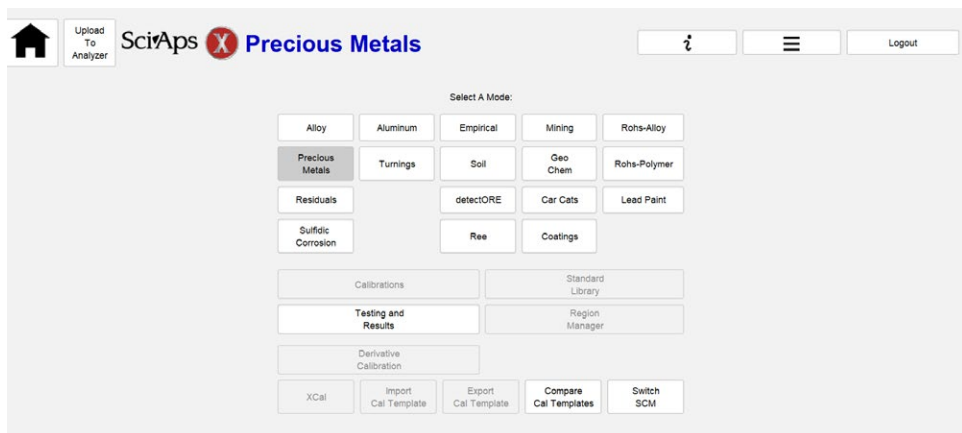 Upload
To
Analyzer
SciAps X Precious Metals
i
Logout
Select A Mode:
Alloy Aluminum Empirical Mining Rohs-Alloy
Precious
Metals
Turnings Soil
Geo
Chem
Rohs-Polymer
Residuals detectORE Car Cats Lead Paint
Sulfidic
Corrosion
Ree Coatings
Calibrations
Standard
Library
Testing and
Results
Region
Manager
Derivative
Calibration
XCal
Import
Cal Template
Export
Cal Template
Compare
Cal Templates
Switch
SCM